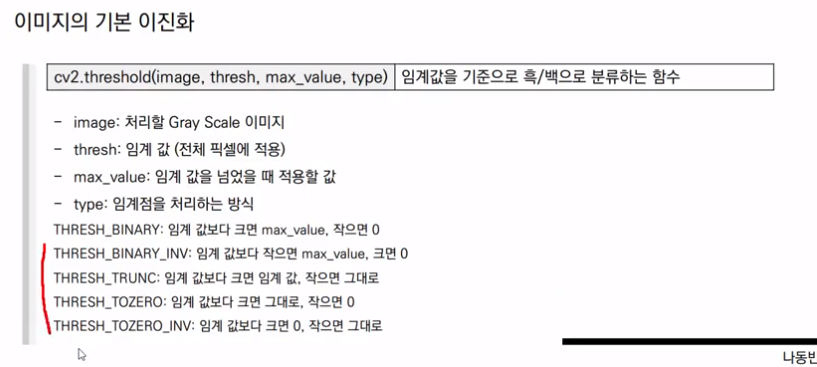 이미지의 기본 이진화
cv2.threshold(image, thresh, max_value, type) 임계값을 기준으로 흑/백으로 분류하는 함수
- image: 처리할 Gray Scale 이미지
- thresh: 임계 값 (전체 픽셀에 적용)
- max_value: 임계 값을 넘었을 때 적용할 값
- type: 임계점을 처리하는 방식
THRESH_BINARY: 임계 값보다 크면 max_value, 작으면 0
THRESH_BINARY_INV: 임계 값보다 작으면 max_value, 크면 0
THRESH_TRUNC: 임계 값보다 크면 임계 값, 작으면 그대로
THRESH_TOZERO: 임계 값보다 크면 그대로, 작으면 0
THRESH_TOZERO_INV: 임계 값보다 크면 0, 작으면 그대로
나동빈